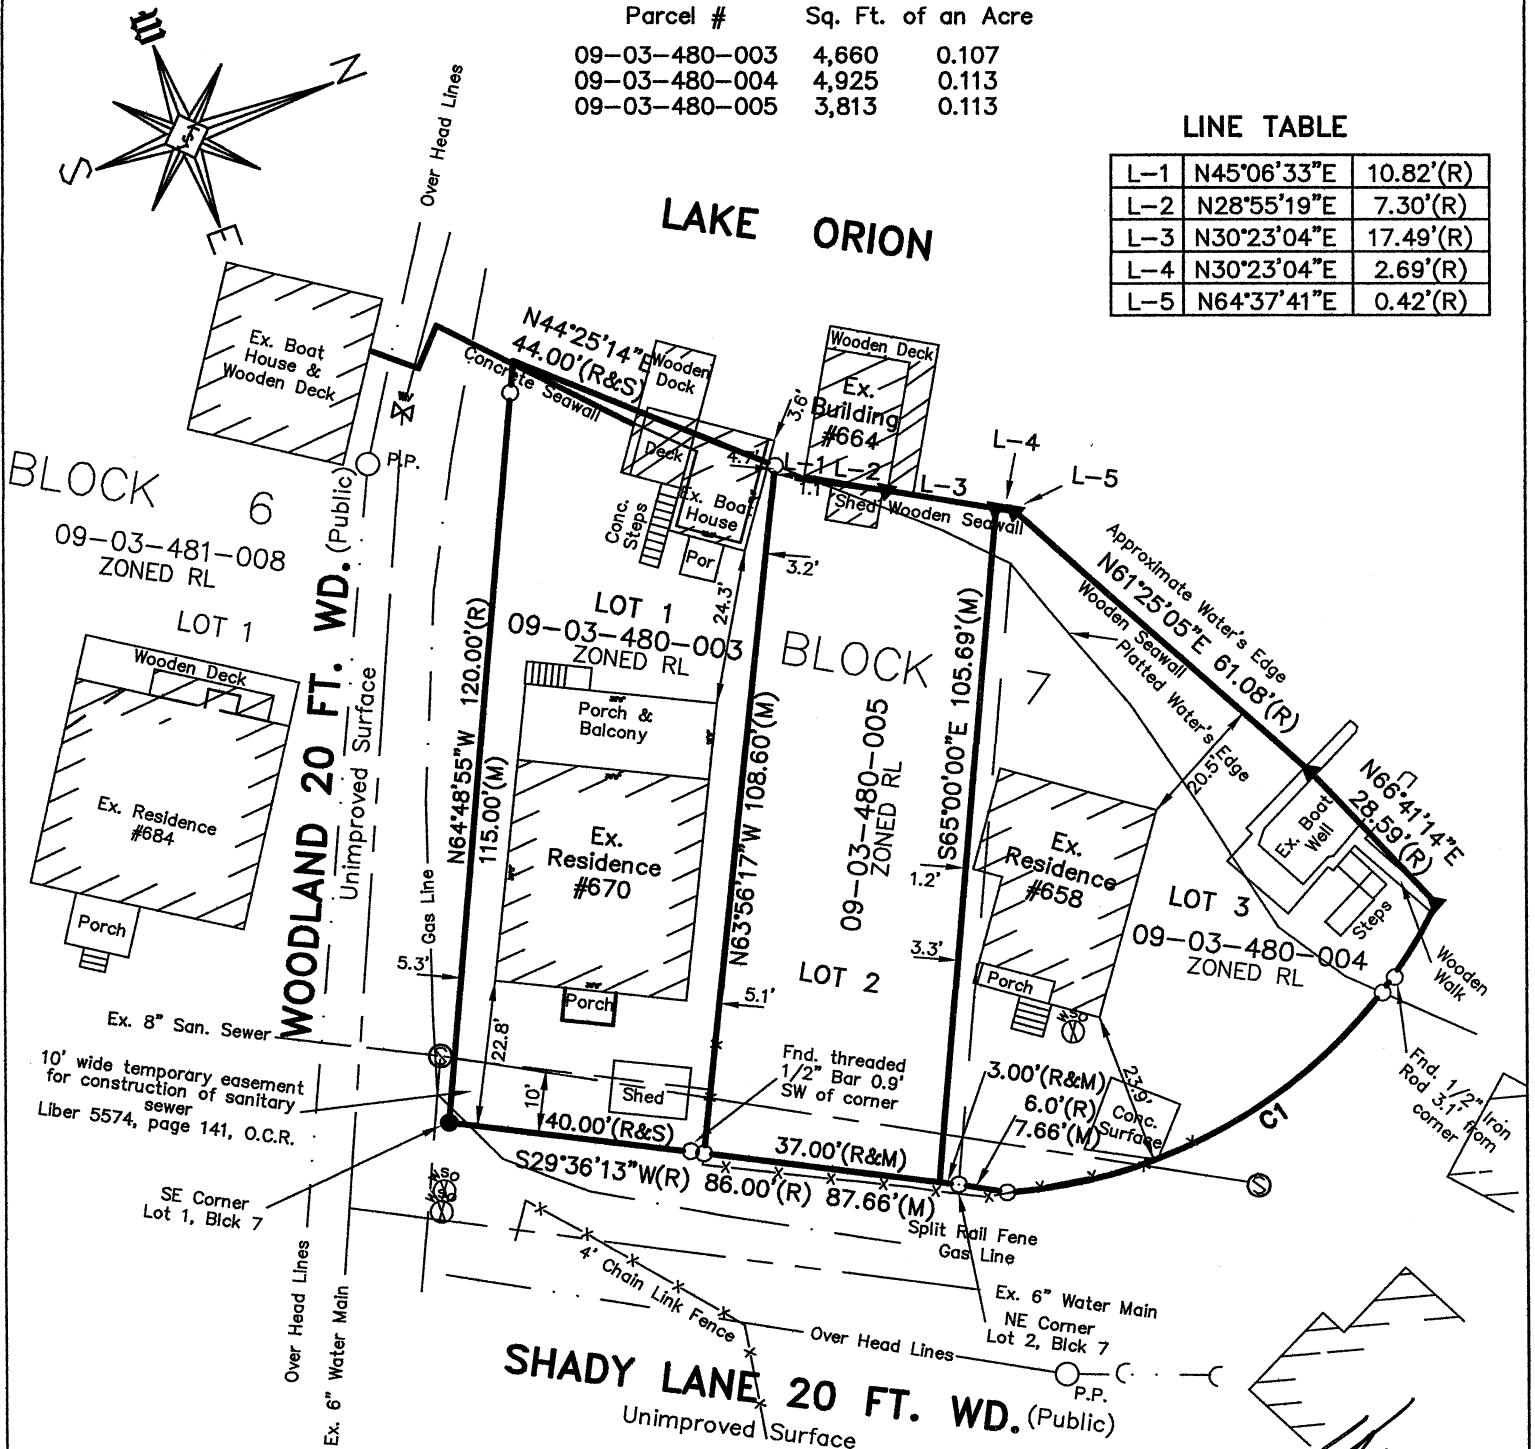 Parcel # Sq. Ft. of an Acre
09-03-480-003 4,660 0.107
09-03-480-004 4,925 0.113
09-03-480-005 3,813 0.113
LINE TABLE
L-1 N45°06'33"E 10.82'(R)
L-2 N28°55'19"E 7.30'(R)
L-3 N30°23'04"E 17.49'(R)
L-4 N30°23'04"E 2.69'(R)
L-5 N64°37'41"E 0.42'(R)
N
S
E
Over Head Lines
LAKE ORION
Ex. Boat
House &
Wooden Deck
N44°25'14"E
44.00'(R&S)
Concrete Seawall
Wooden
Dock
Wooden Deck
Ex.
Building
#664
3.6'
Deck
4.7'
L-1
L-2
L-3
L-4
L-5
1.1'
Shed
Wooden Seawall
P.P.
Ex. Boat
House
Conc.
Steps
Por
3.2'
24.3'
BLOCK 6
09-03-481-008
ZONED RL
LOT 1
Wooden Deck
Ex. Residence
#684
Porch
WOODLAND 20 FT. WD. (Public)
Unimproved Surface
Gas Line
N64°48'55"W 120.00'(R)
115.00'(M)
LOT 1
09-03-480-003
ZONED RL
Porch &
Balcony
Ex.
Residence
#670
Porch
5.3'
22.8'
10'
Shed
N63°56'17"W 108.60'(M)
5.1'
BLOCK 7
09-03-480-005
ZONED RL
LOT 2
S65°00'00"E 105.69'(M)
1.2'
3.3'
Approximate Water's Edge
N61°25'05"E 61.08'(R)
Wooden Seawall
Platted Water's Edge
20.5'
Ex.
Residence
#658
Porch
WSO
LOT 3
09-03-480-004
ZONED RL
Ex. Boat
Well
Steps
N66°41'14"E
28.59'(R)
Wooden
Walk
Fnd. 1/2" Iron
Rod 3.1' from
corner
C1
23.9'
Conc.
Surface
S
Ex. 8" San. Sewer
S
10' wide temporary easement
for construction of sanitary
sewer
Liber 5574, page 141, O.C.R.
SE Corner
Lot 1, Blck 7
Fnd. threaded
1/2" Bar 0.9'
SW of corner
3.00'(R&M)
6.0'(R)
7.66'(M)
40.00'(R&S)
37.00'(R&M)
S29°36'13"W(R) 86.00'(R) 87.66'(M)
WSO
WSO
Split Rail Fene
Gas Line
4' Chain Link Fence
Ex. 6" Water Main
NE Corner
Lot 2, Blck 7
Over Head Lines
P.P.
Over Head Lines
Ex. 6" Water Main
SHADY LANE 20 FT. WD. (Public)
Unimproved Surface